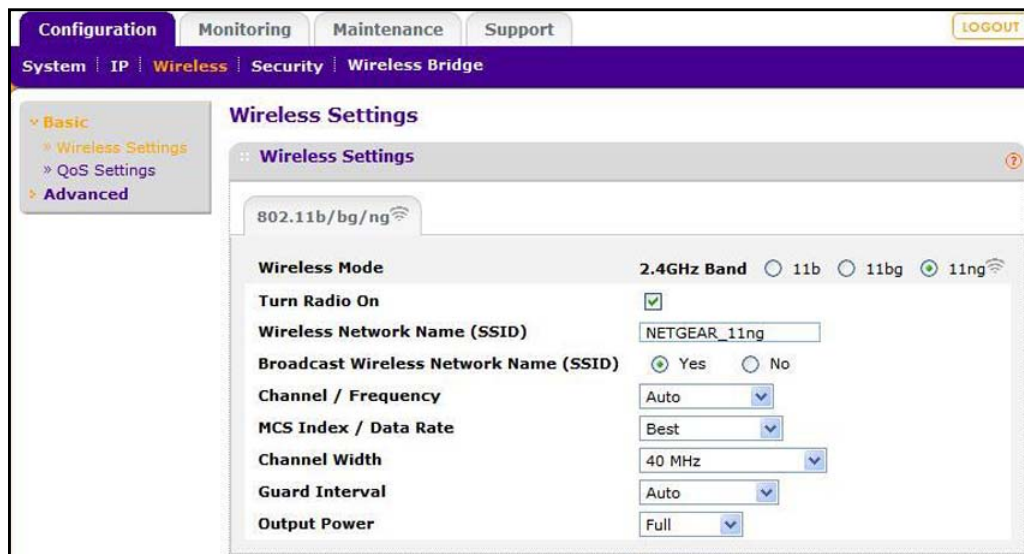 Configuration Monitoring Maintenance Support LOGOUT
System IP Wireless Security Wireless Bridge
Basic
» Wireless Settings
» QoS Settings
Advanced
Wireless Settings
Wireless Settings ?
802.11b/bg/ng
Wireless Mode 2.4GHz Band 11b 11bg 11ng
Turn Radio On
Wireless Network Name (SSID) NETGEAR_11ng
Broadcast Wireless Network Name (SSID) Yes No
Channel / Frequency Auto
MCS Index / Data Rate Best
Channel Width 40 MHz
Guard Interval Auto
Output Power Full